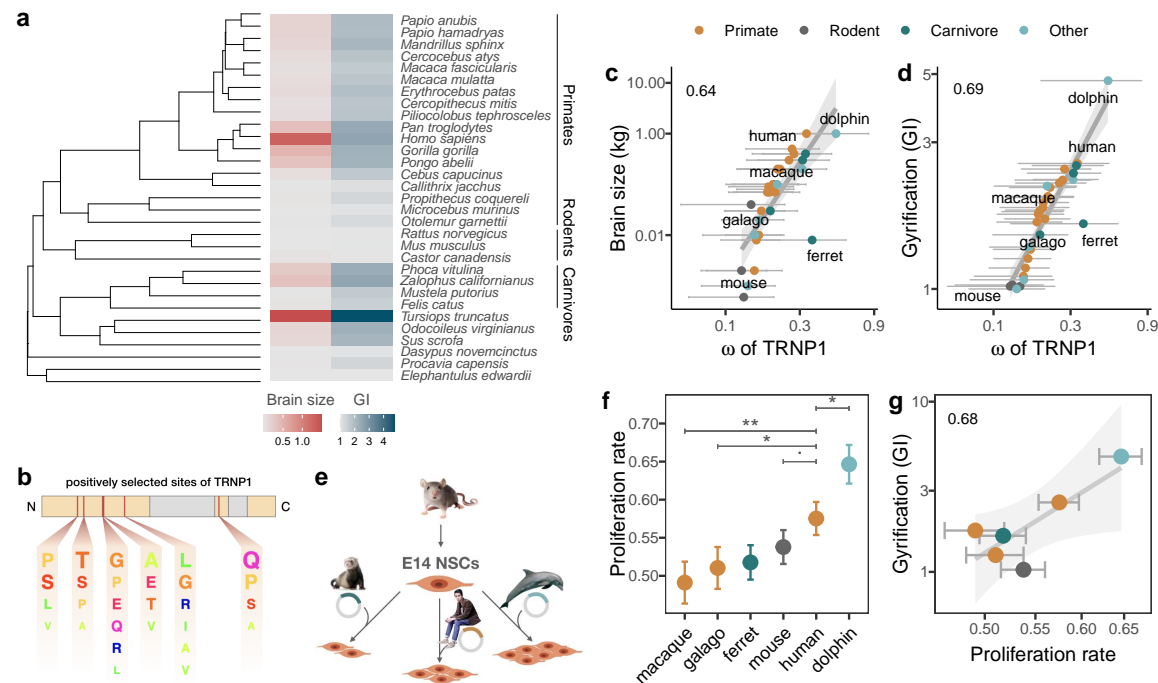 a
Papio anubis
Papio hamadryas
Mandrillus sphinx
Cercocebus atys
Macaca fascicularis
Macaca mulatta
Erythrocebus patas
Cercopithecus mitis
Piliocolobus tephrosceles
Pan troglodytes
Homo sapiens
Gorilla gorilla
Pongo abelii
Cebus capucinus
Callithrix jacchus
Propithecus coquereli
Microcebus murinus
Otolemur garnettii
Rattus norvegicus
Mus musculus
Castor canadensis
Phoca vitulina
Zalophus californianus
Mustela putorius
Felis catus
Tursiops truncatus
Odocoileus virginianus
Sus scrofa
Dasypus novemcinctus
Procavia capensis
Elephantulus edwardii
Primates
Rodents
Carnivores
Brain size GI
0.5 1.0 1 2 3 4
Primate Rodent Carnivore Other
c
0.64
10.00
1.00
0.01
Brain size (kg)
human
dolphin
macaque
galago
ferret
mouse
0.1 0.3 0.9
ω of TRNP1
d
0.69
5
3
1
Gyrification (GI)
dolphin
human
macaque
galago
ferret
mouse
0.1 0.3 0.9
ω of TRNP1
b
positively selected sites of TRNP1
N C
P T G A L Q
S S P E G P
L P E T R S
V A Q V I A
R A
L V
e
E14 NSCs
f
Proliferation rate
0.70
0.65
0.60
0.55
0.50
**
*
.
*
macaque
galago
ferret
mouse
human
dolphin
g
0.68
10
3
1
Gyrification (GI)
0.50 0.55 0.60 0.65
Proliferation rate